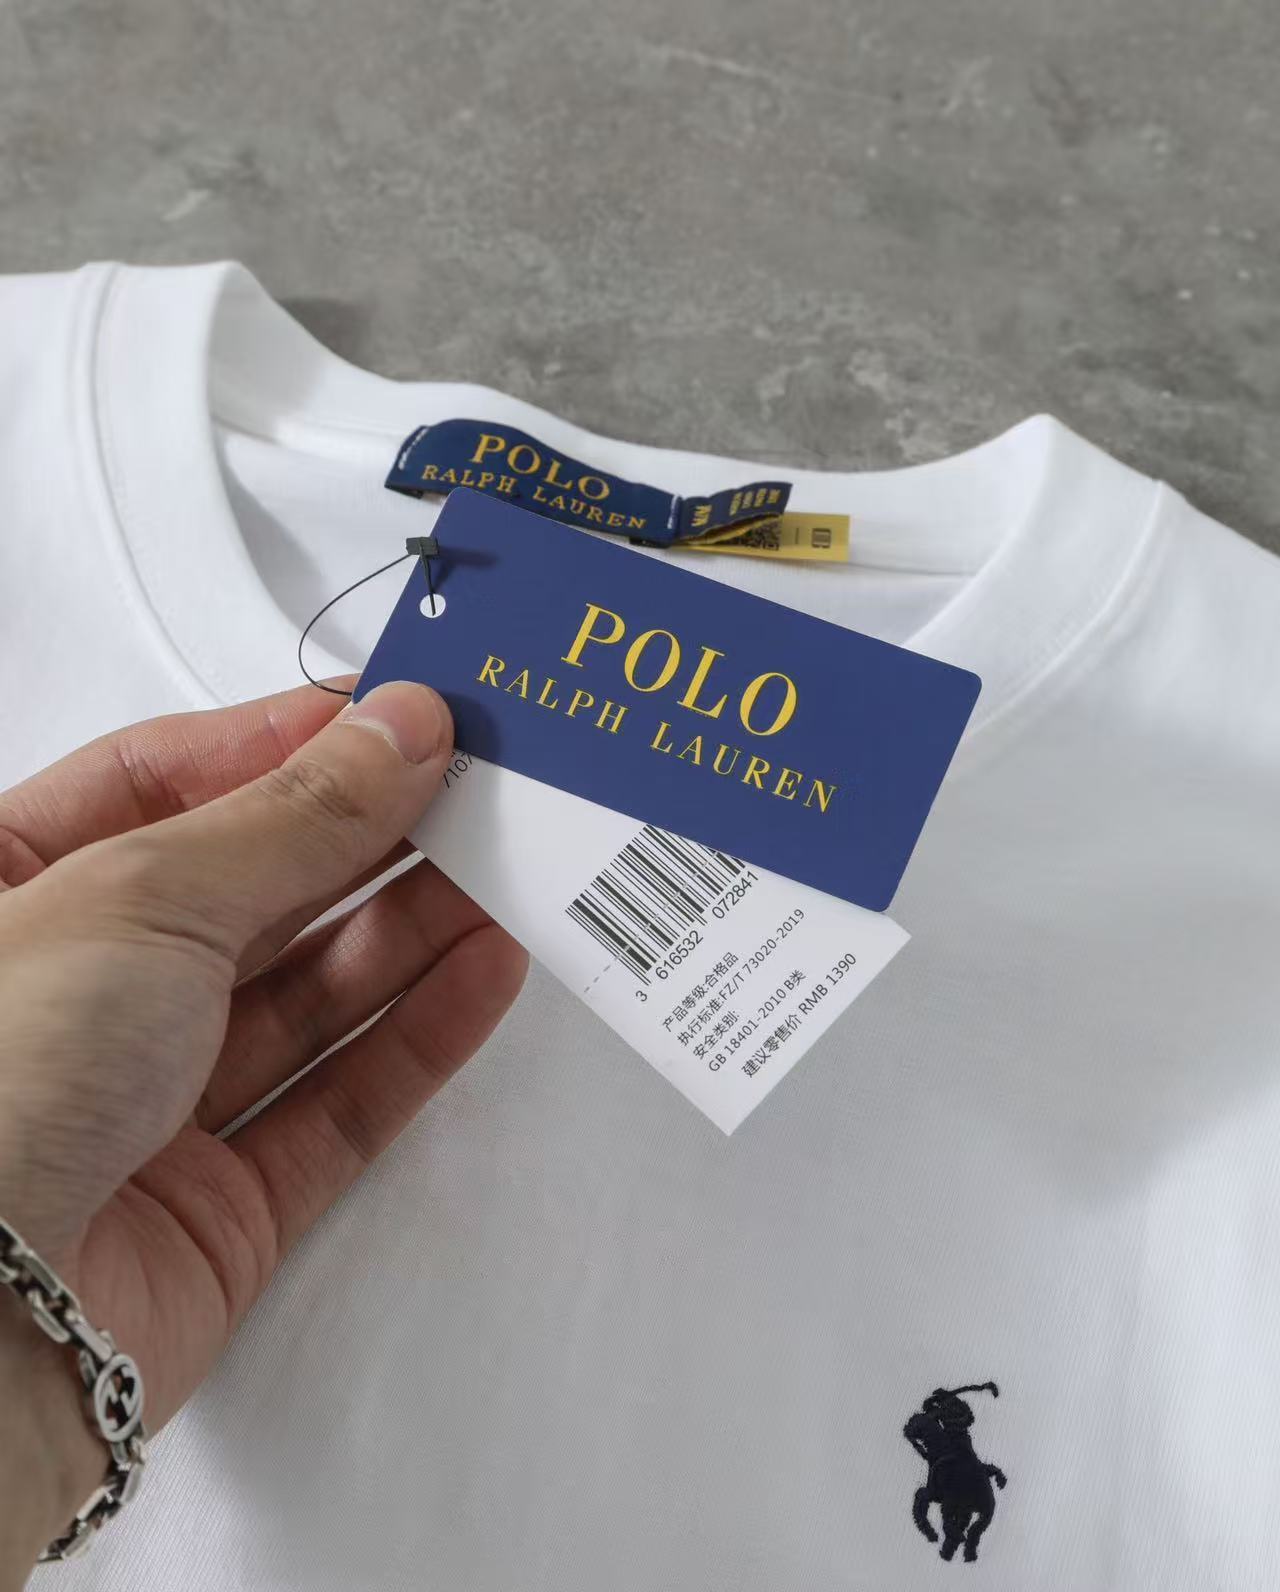 POLO
RALPH LAUREN
POLO
RALPH LAUREN
3 616532 072841
产品等级:合格品
执行标准:FZ/T 73020-2019
安全类别:
GB 18401-2010 B类
建议零售价 RMB 1390